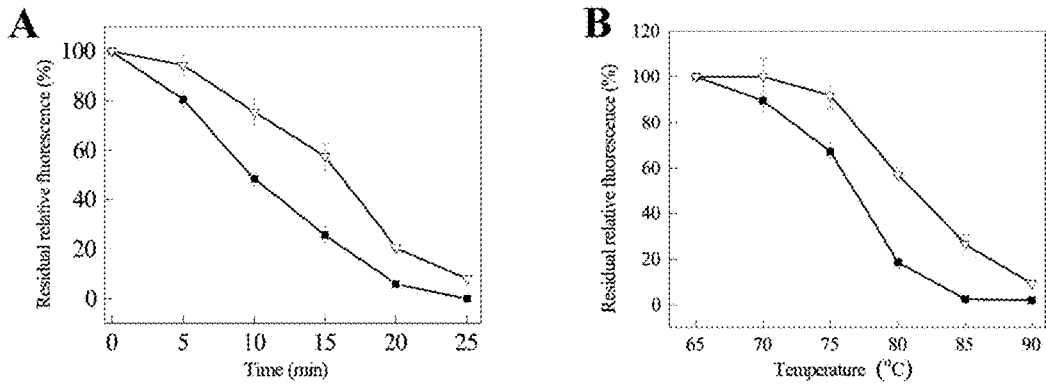 A
Residual relative fluorescence (%)
100
80
60
40
20
0
0 5 10 15 20 25
Time (min)
B
Residual relative fluorescence (%)
120
100
80
60
40
20
0
65 70 75 80 85 90
Temperature (°C)